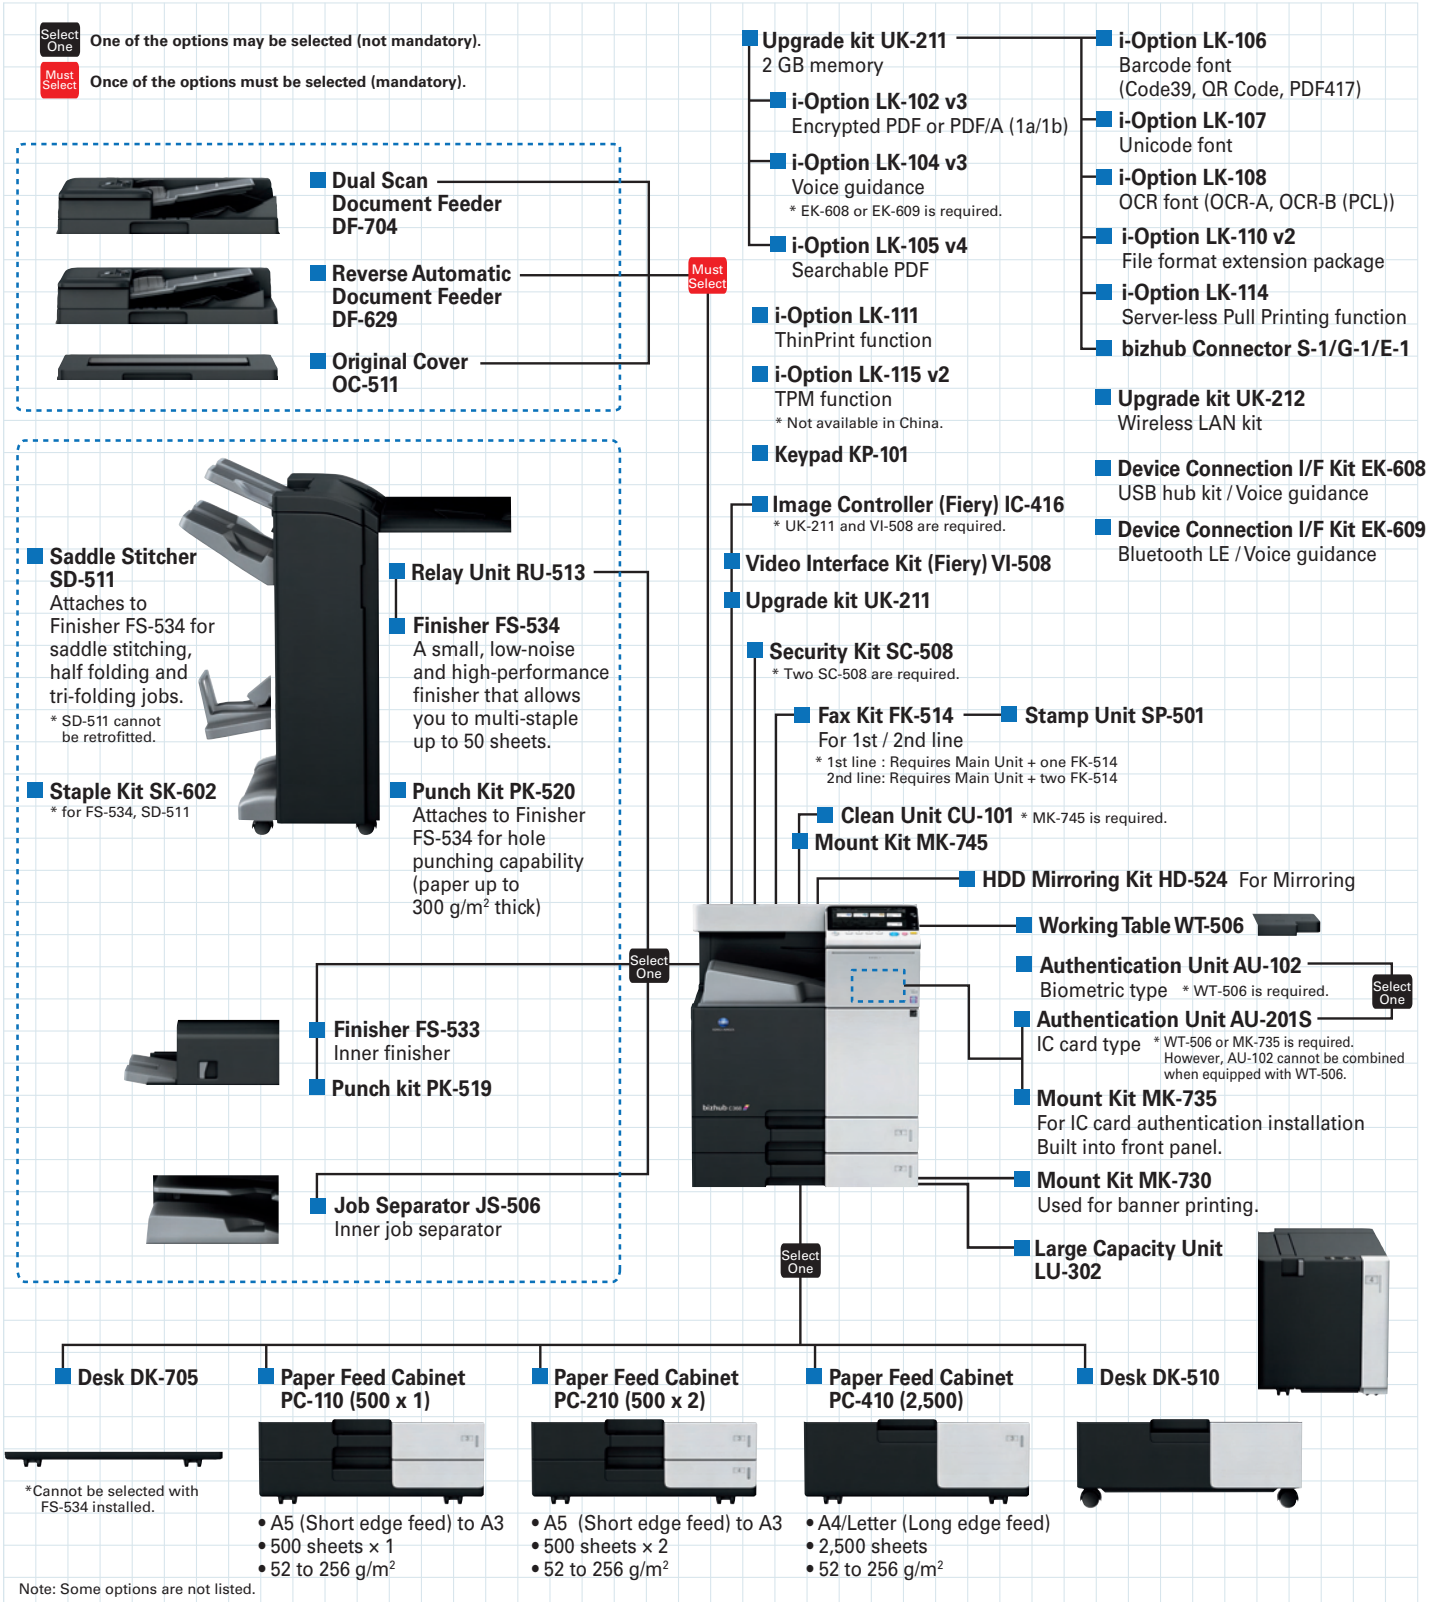 Select
One
One of the options may be selected (not mandatory).
Must
Select
Once of the options must be selected (mandatory).
Dual Scan
Document Feeder
DF-704
Reverse Automatic
Document Feeder
DF-629
Original Cover
OC-511
Must
Select
Upgrade kit UK-211
2 GB memory
i-Option LK-102 v3
Encrypted PDF or PDF/A (1a/1b)
i-Option LK-104 v3
Voice guidance
* EK-608 or EK-609 is required.
i-Option LK-105 v4
Searchable PDF
i-Option LK-111
ThinPrint function
i-Option LK-115 v2
TPM function
* Not available in China.
Keypad KP-101
Image Controller (Fiery) IC-416
* UK-211 and VI-508 are required.
Video Interface Kit (Fiery) VI-508
Upgrade kit UK-211
i-Option LK-106
Barcode font
(Code39, QR Code, PDF417)
i-Option LK-107
Unicode font
i-Option LK-108
OCR font (OCR-A, OCR-B (PCL))
i-Option LK-110 v2
File format extension package
i-Option LK-114
Server-less Pull Printing function
bizhub Connector S-1/G-1/E-1
Upgrade kit UK-212
Wireless LAN kit
Device Connection I/F Kit EK-608
USB hub kit / Voice guidance
Device Connection I/F Kit EK-609
Bluetooth LE / Voice guidance
Saddle Stitcher
SD-511
Attaches to
Finisher FS-534 for
saddle stitching,
half folding and
tri-folding jobs.
* SD-511 cannot
be retrofitted.
Staple Kit SK-602
* for FS-534, SD-511
Relay Unit RU-513
Finisher FS-534
A small, low-noise
and high-performance
finisher that allows
you to multi-staple
up to 50 sheets.
Punch Kit PK-520
Attaches to Finisher
FS-534 for hole
punching capability
(paper up to
300 g/m² thick)
Security Kit SC-508
* Two SC-508 are required.
Fax Kit FK-514
For 1st / 2nd line
* 1st line : Requires Main Unit + one FK-514
2nd line: Requires Main Unit + two FK-514
Stamp Unit SP-501
Clean Unit CU-101 * MK-745 is required.
Mount Kit MK-745
HDD Mirroring Kit HD-524 For Mirroring
Working Table WT-506
Authentication Unit AU-102
Biometric type * WT-506 is required.
Select
One
Authentication Unit AU-201S
IC card type * WT-506 or MK-735 is required.
However, AU-102 cannot be combined
when equipped with WT-506.
Mount Kit MK-735
For IC card authentication installation
Built into front panel.
Mount Kit MK-730
Used for banner printing.
Large Capacity Unit
LU-302
Select
One
Finisher FS-533
Inner finisher
Punch kit PK-519
Job Separator JS-506
Inner job separator
bizhub C368
Select
One
Desk DK-705
*Cannot be selected with
FS-534 installed.
Paper Feed Cabinet
PC-110 (500 x 1)
• A5 (Short edge feed) to A3
• 500 sheets × 1
• 52 to 256 g/m²
Paper Feed Cabinet
PC-210 (500 x 2)
• A5 (Short edge feed) to A3
• 500 sheets × 2
• 52 to 256 g/m²
Paper Feed Cabinet
PC-410 (2,500)
• A4/Letter (Long edge feed)
• 2,500 sheets
• 52 to 256 g/m²
Desk DK-510
Note: Some options are not listed.